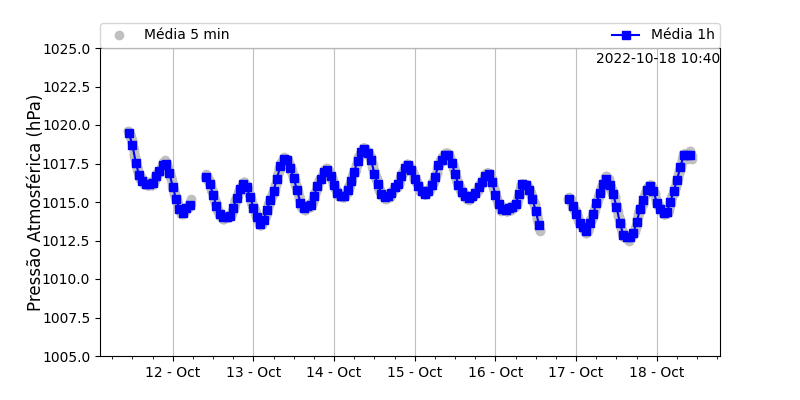 Média 5 min
Média 1h
2022-10-18 10:40
Pressão Atmosférica (hPa)
1025.0
1022.5
1020.0
1017.5
1015.0
1012.5
1010.0
1007.5
1005.0
12 - Oct
13 - Oct
14 - Oct
15 - Oct
16 - Oct
17 - Oct
18 - Oct